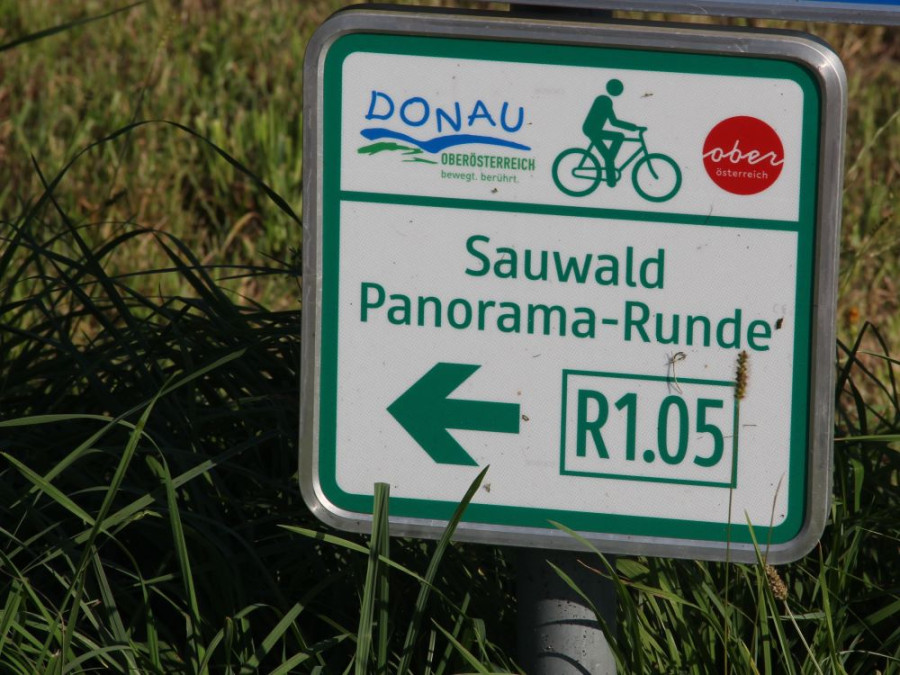 DONAU
OBERÖSTERREICH
bewegt. berührt.
ober
österreich
Sauwald
Panorama-Runde
R1.05